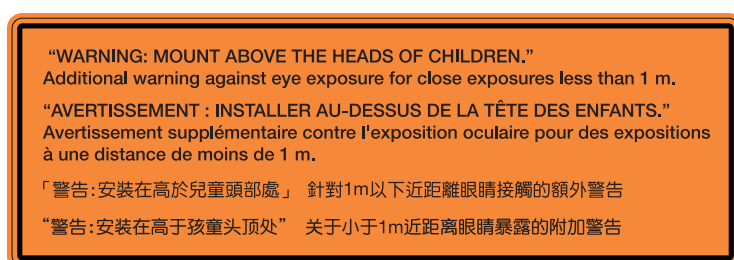 “WARNING: MOUNT ABOVE THE HEADS OF CHILDREN.”
Additional warning against eye exposure for close exposures less than 1 m.
“AVERTISSEMENT : INSTALLER AU-DESSUS DE LA TÊTE DES ENFANTS.”
Avertissement supplémentaire contre l'exposition oculaire pour des expositions
à une distance de moins de 1 m.
「警告:安裝在高於兒童頭部處」 針對1m以下近距離眼睛接觸的額外警告
“警告:安装在高于孩童头顶处” 关于小于1m近距离眼睛暴露的附加警告